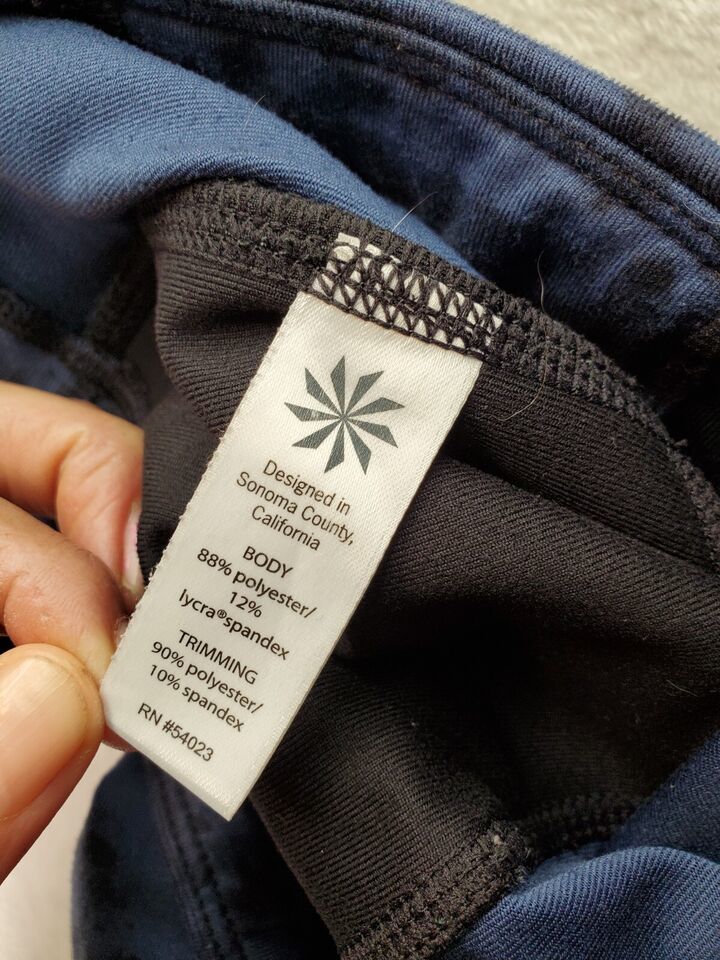 Designed in
Sonoma County,
California
BODY
88% polyester/
12%
lycra®spandex
TRIMMING
90% polyester/
10% spandex
RN #54023